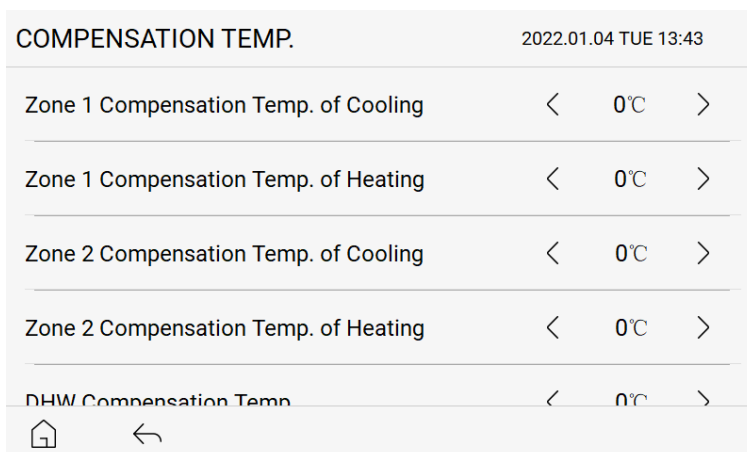 COMPENSATION TEMP. 2022.01.04 TUE 13:43
Zone 1 Compensation Temp. of Cooling < 0℃ >
Zone 1 Compensation Temp. of Heating < 0℃ >
Zone 2 Compensation Temp. of Cooling < 0℃ >
Zone 2 Compensation Temp. of Heating < 0℃ >
DHW Compensation Temp < 0℃ >